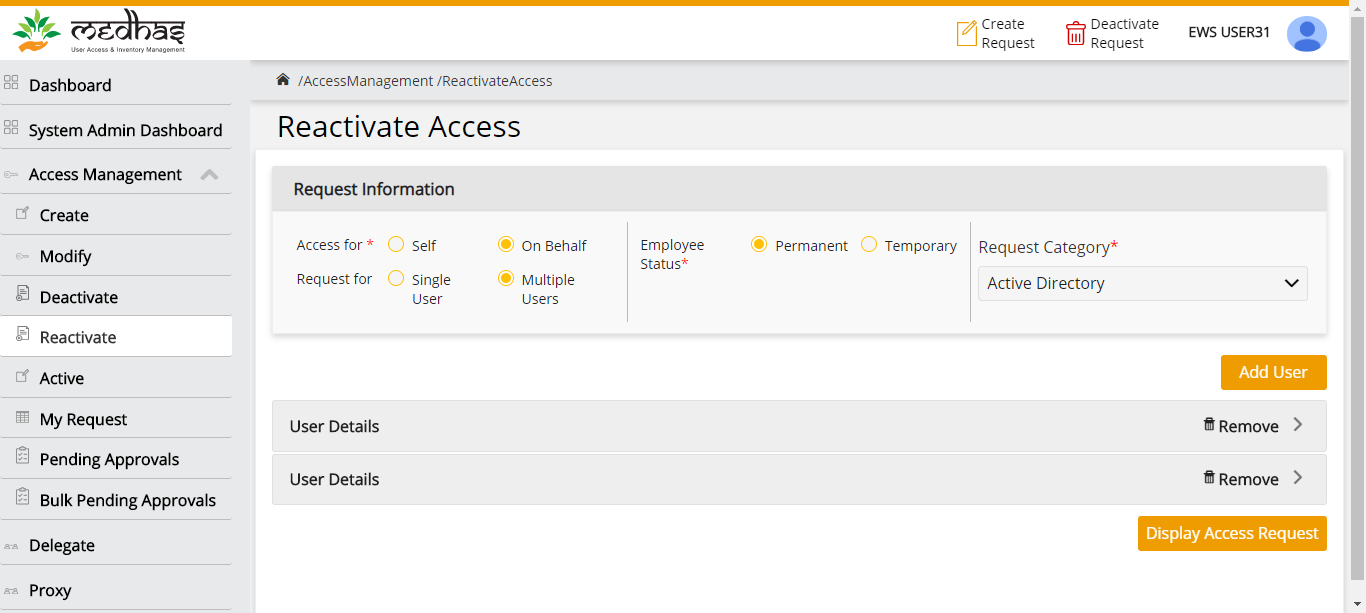 medhas
User Access & Inventory Management
Create
Request
Deactivate
Request
EWS USER31
Dashboard
System Admin Dashboard
Access Management
Create
Modify
Deactivate
Reactivate
Active
My Request
Pending Approvals
Bulk Pending Approvals
Delegate
Proxy
/AccessManagement /ReactivateAccess
Reactivate Access
Request Information
Access for * Self On Behalf
Request for Single User Multiple Users
Employee Status* Permanent Temporary
Request Category*
Active Directory
Add User
User Details Remove
User Details Remove
Display Access Request